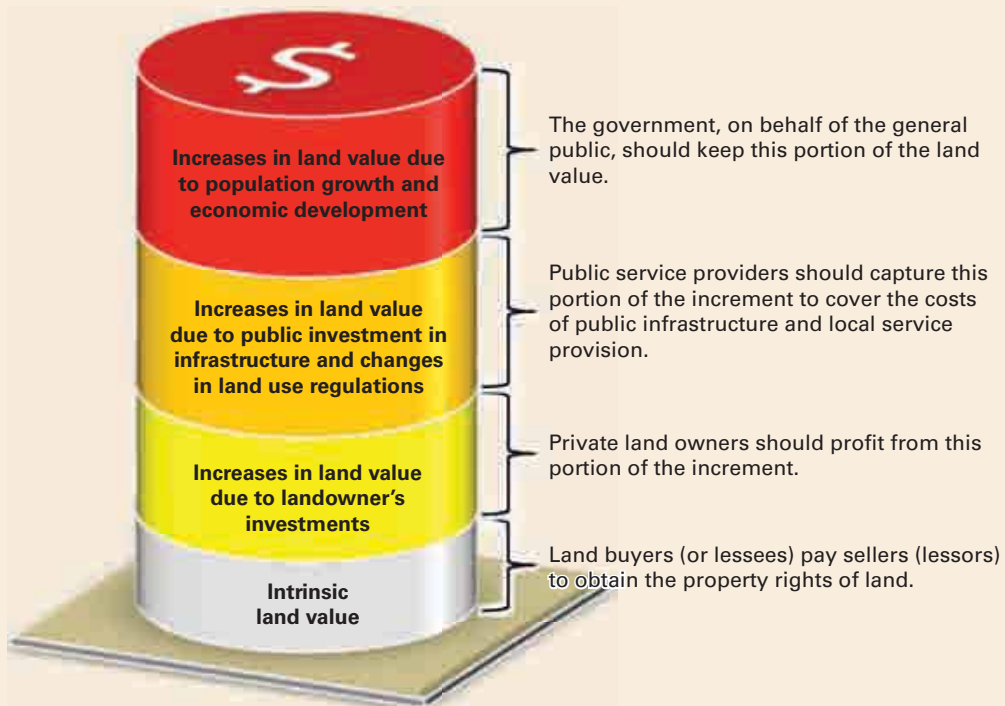 $
Increases in land value due
to population growth and
economic development
The government, on behalf of the general
public, should keep this portion of the land
value.
Increases in land value
due to public investment in
infrastructure and changes
in land use regulations
Public service providers should capture this
portion of the increment to cover the costs
of public infrastructure and local service
provision.
Increases in land value
due to landowner’s
investments
Private land owners should profit from this
portion of the increment.
Intrinsic
land value
Land buyers (or lessees) pay sellers (lessors)
to obtain the property rights of land.